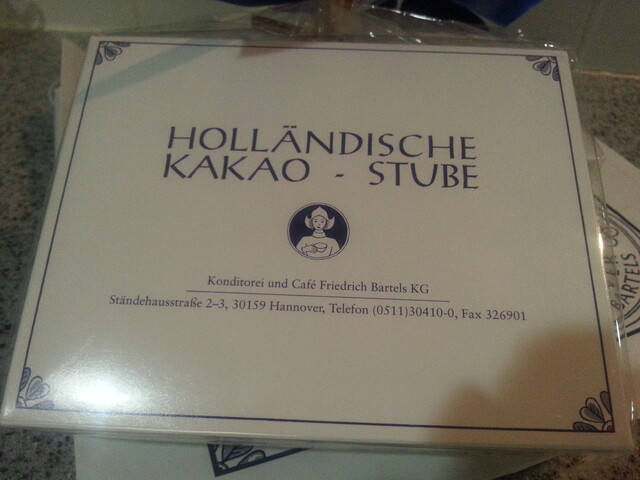 HOLLÄNDISCHE
KAKAO - STUBE
Konditorei und Café Friedrich Bartels KG
Ständehausstraße 2–3, 30159 Hannover, Telefon (0511)30410-0, Fax 326901
BARTELS